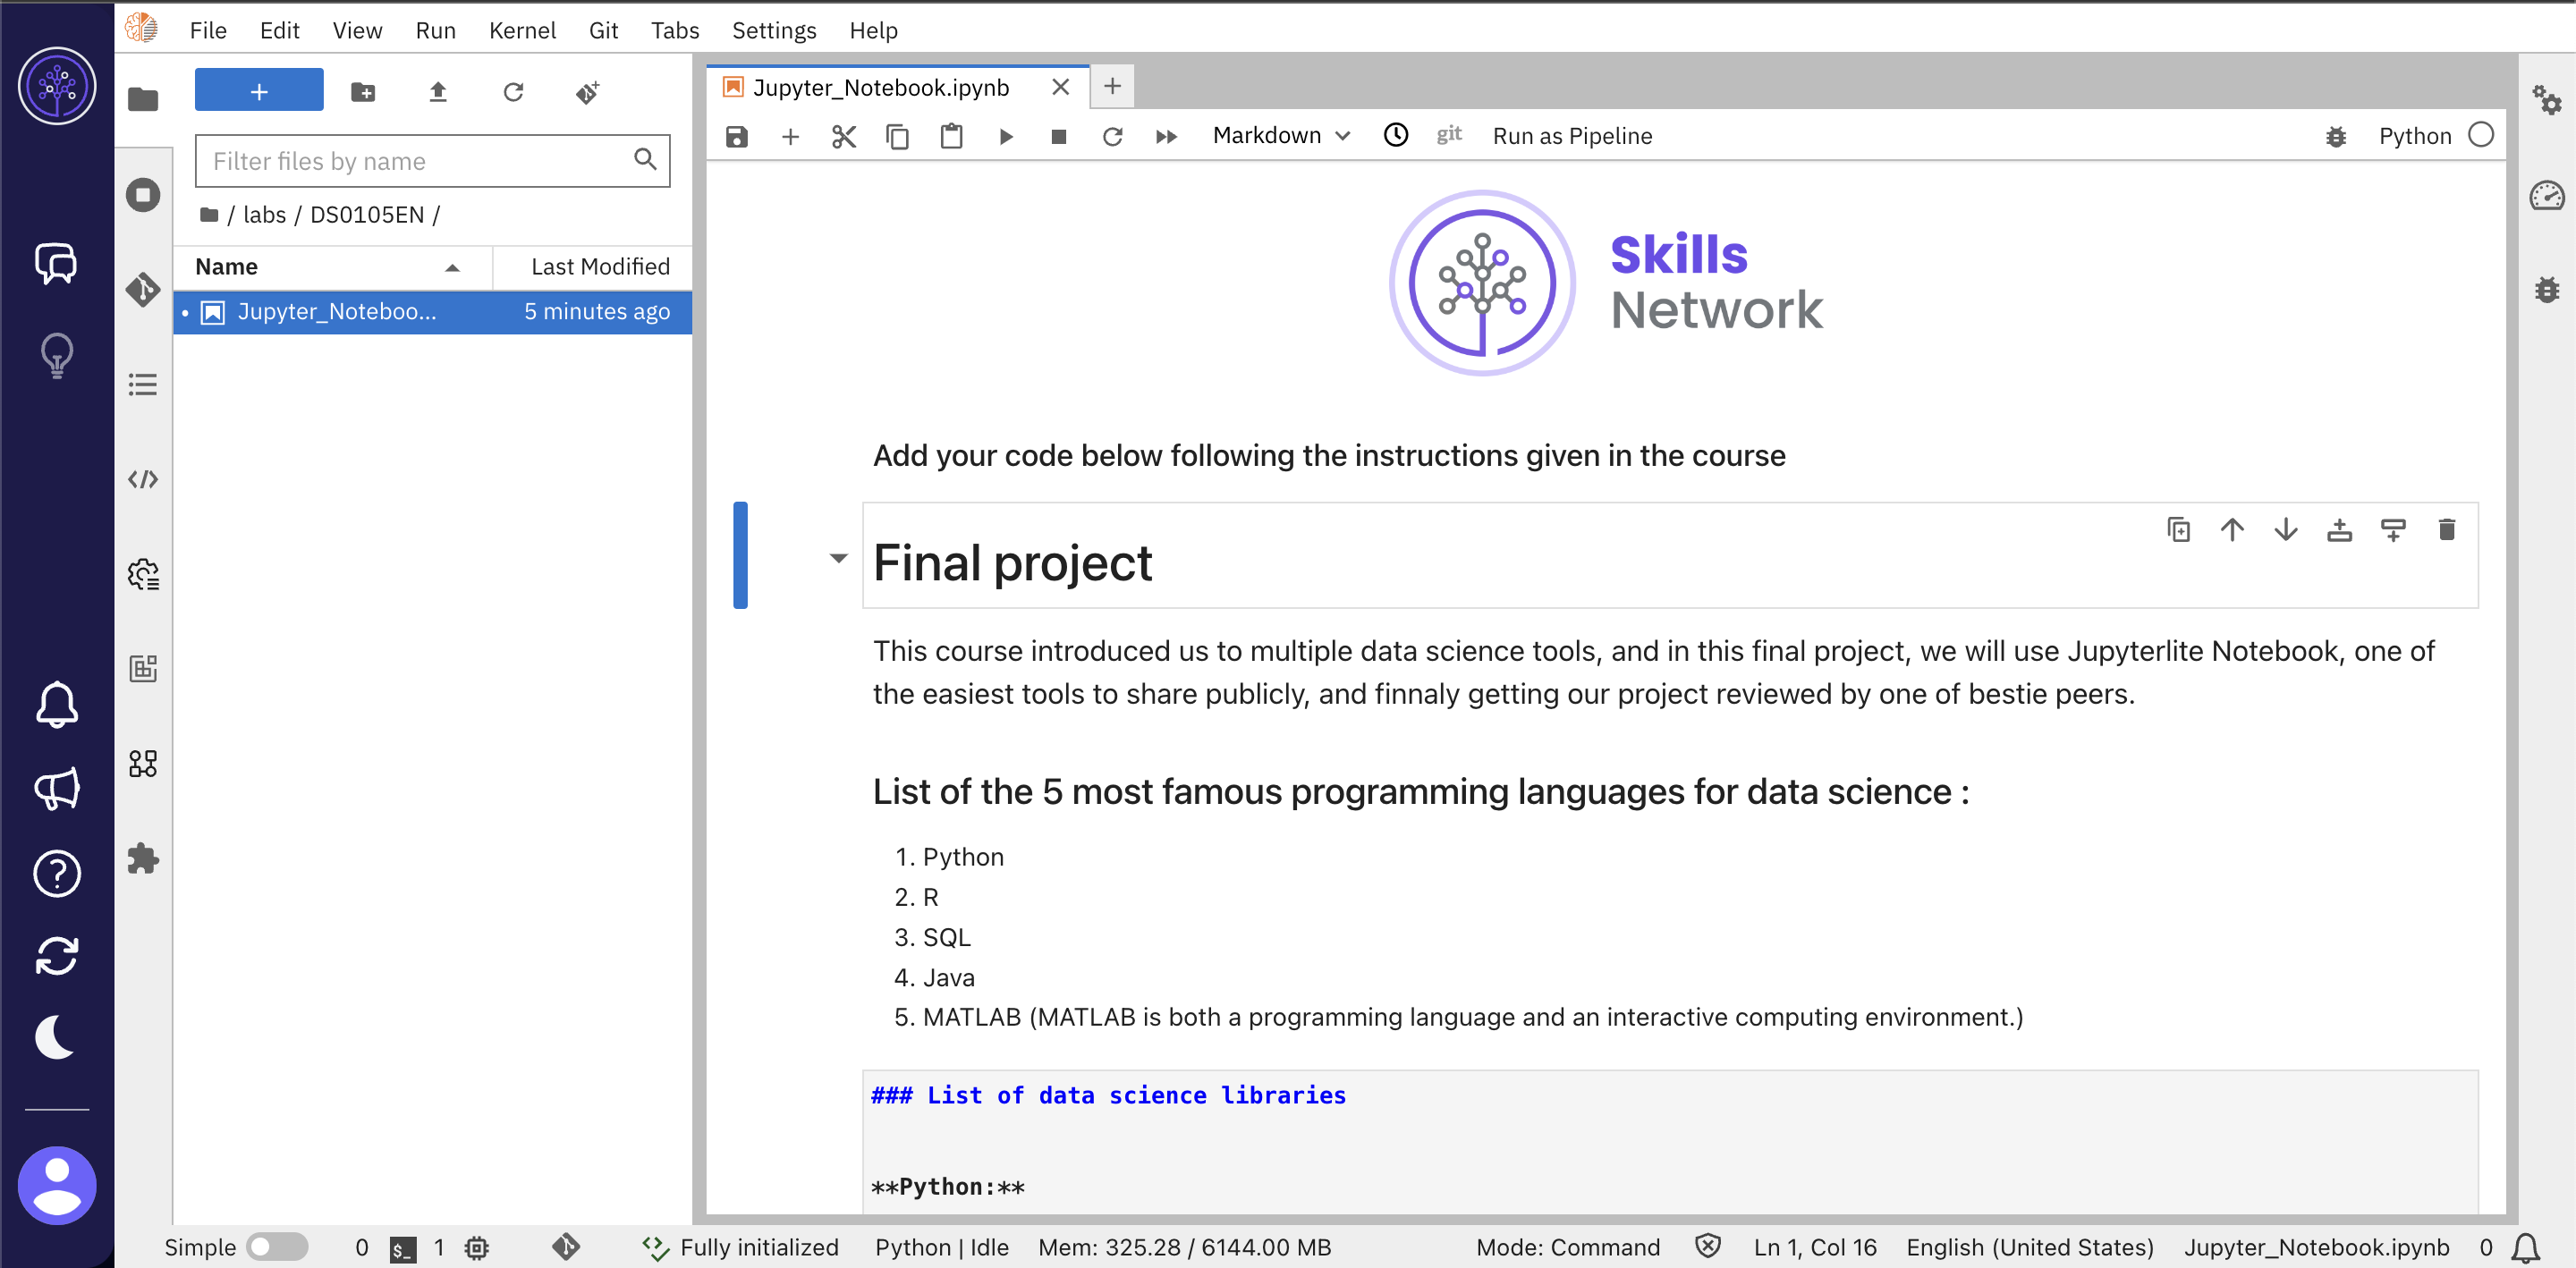 File Edit View Run Kernel Git Tabs Settings Help
Jupyter_Notebook.ipynb
Filter files by name
/ labs / DS0105EN /
Name Last Modified
Jupyter_Noteboo... 5 minutes ago
Markdown git Run as Pipeline Python
Skills
Network
Add your code below following the instructions given in the course
Final project
This course introduced us to multiple data science tools, and in this final project, we will use Jupyterlite Notebook, one of
the easiest tools to share publicly, and finnaly getting our project reviewed by one of bestie peers.
List of the 5 most famous programming languages for data science :
1. Python
2. R
3. SQL
4. Java
5. MATLAB (MATLAB is both a programming language and an interactive computing environment.)
### List of data science libraries
**Python:**
Simple 0 $_ 1 Fully initialized Python | Idle Mem: 325.28 / 6144.00 MB Mode: Command Ln 1, Col 16 English (United States) Jupyter_Notebook.ipynb 0